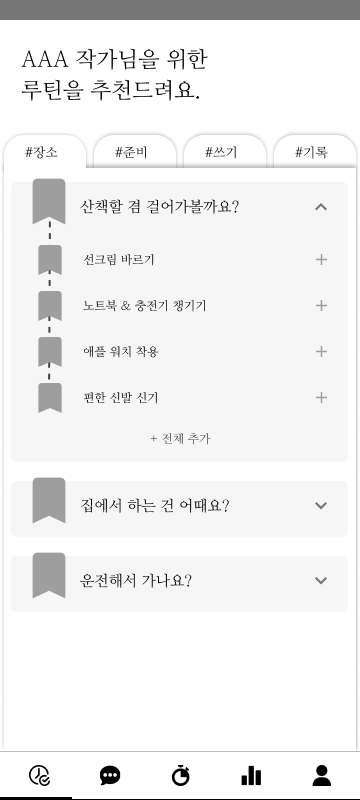 AAA 작가님을 위한
루틴을 추천드려요.
#장소
#준비
#쓰기
#기록
산책할 겸 걸어가볼까요?
선크림 바르기
노트북 & 충전기 챙기기
애플 워치 착용
편한 신발 신기
+ 전체 추가
집에서 하는 건 어때요?
운전해서 가나요?